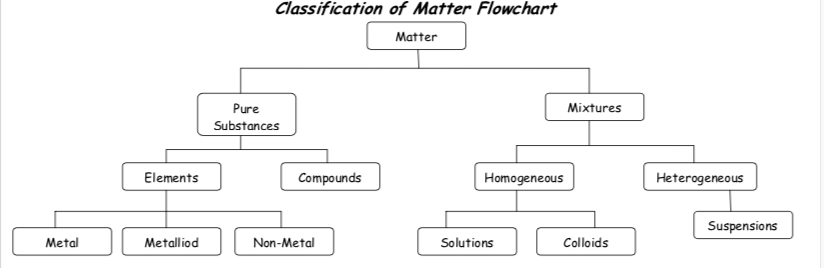 Classification of Matter Flowchart
Matter
Pure
Substances
Mixtures
Elements
Compounds
Homogeneous
Heterogeneous
Metal
Metalliod
Non-Metal
Solutions
Colloids
Suspensions